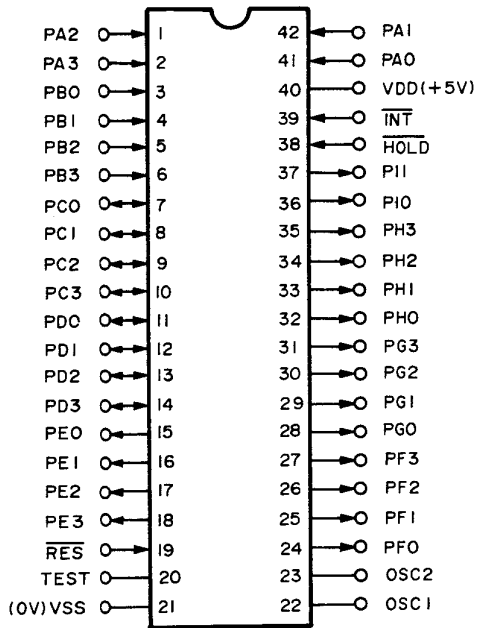 PA2 1 42 PA1
PA3 2 41 PA0
PB0 3 40 VDD(+5V)
PB1 4 39 INT
PB2 5 38 HOLD
PB3 6 37 PI1
PC0 7 36 PI0
PC1 8 35 PH3
PC2 9 34 PH2
PC3 10 33 PH1
PD0 11 32 PH0
PD1 12 31 PG3
PD2 13 30 PG2
PD3 14 29 PG1
PE0 15 28 PG0
PE1 16 27 PF3
PE2 17 26 PF2
PE3 18 25 PF1
RES 19 24 PF0
TEST 20 23 OSC2
(0V)VSS 21 22 OSC1